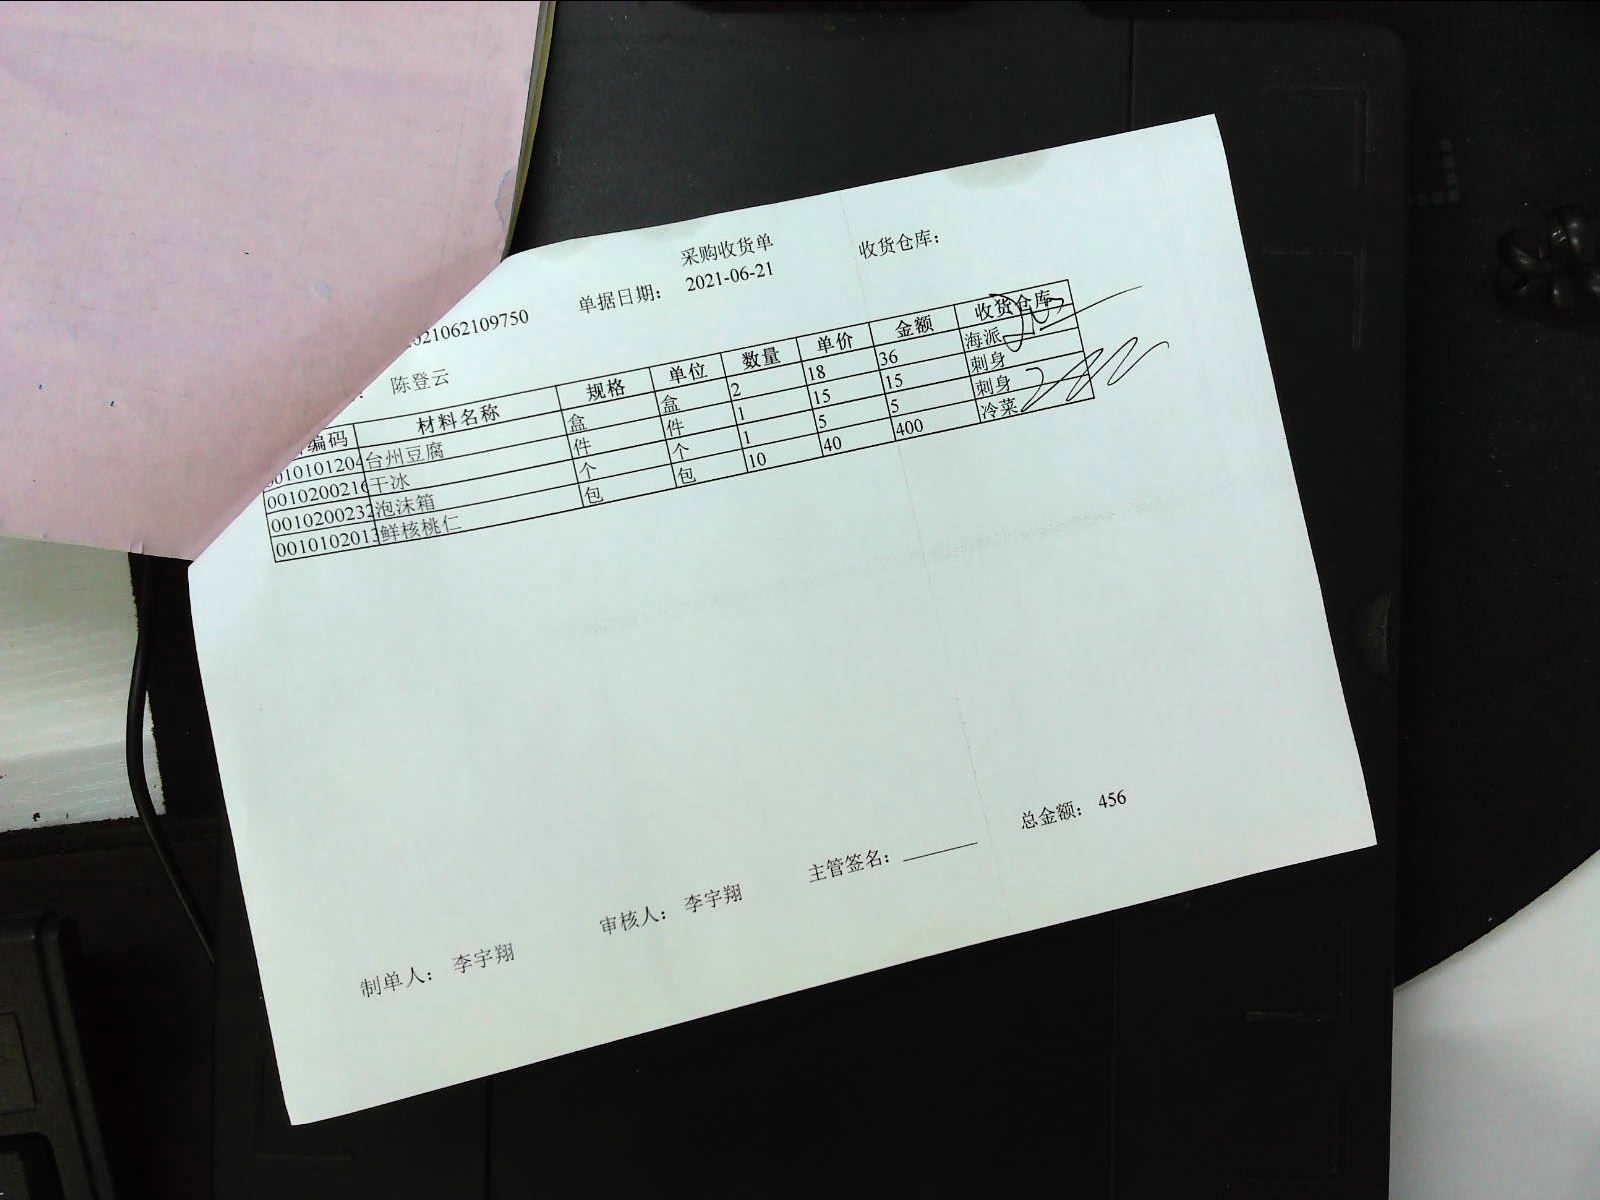 采购收货单
收货仓库：
单据日期： 2021-06-21
021062109750
陈登云
编码 材料名称 规格 单位 数量 单价 金额 收货仓库
0010101204 台州豆腐 盒 盒 2 18 36 海派
0010200216 干冰 件 件 1 15 15 刺身
0010200232 泡沫箱 个 个 1 5 5 刺身
0010102013 鲜核桃仁 包 包 10 40 400 冷菜
总金额： 456
制单人： 李宇翔 审核人： 李宇翔 主管签名：